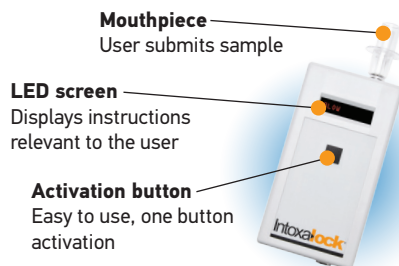 Mouthpiece
User submits sample
LED screen
Displays instructions
relevant to the user
Activation button
Easy to use, one button
activation
Intoxalock